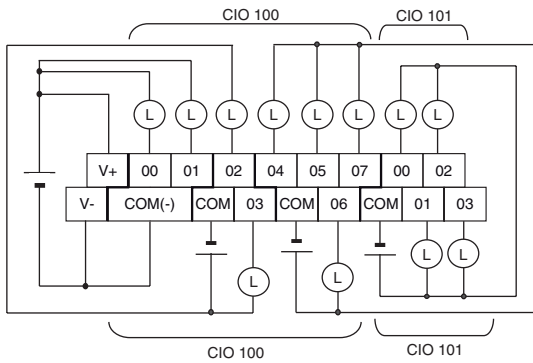 CIO 100 CIO 101
L L L L L L L L
V+ 00 01 02 04 05 07 00 02
V- COM(-) COM 03 COM 06 COM 01 03
L L L L
CIO 100 CIO 101